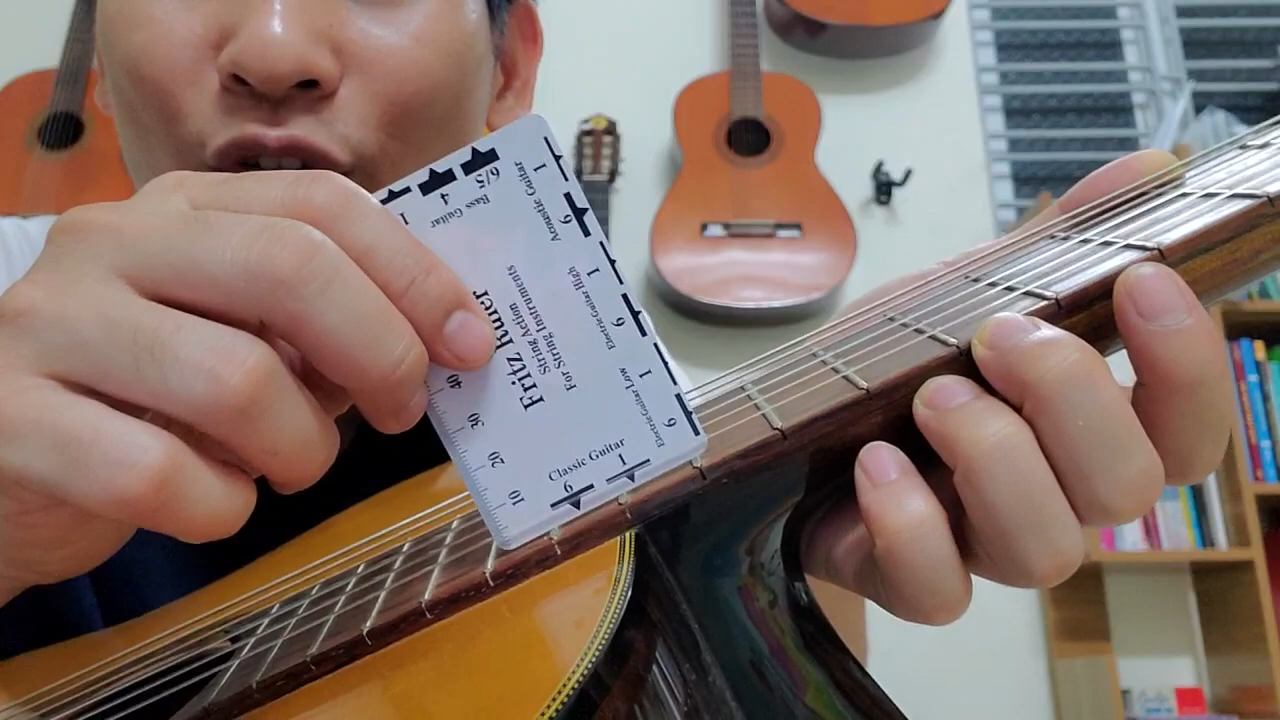 Fritz Ruler
String Action
For String Instruments
1
Acoustic Guitar
6
1
Electric Guitar High
6
1
Electric Guitar Low
6
Classic Guitar
6 1
6/5
4
1
Bass Guitar
40
30
20
10